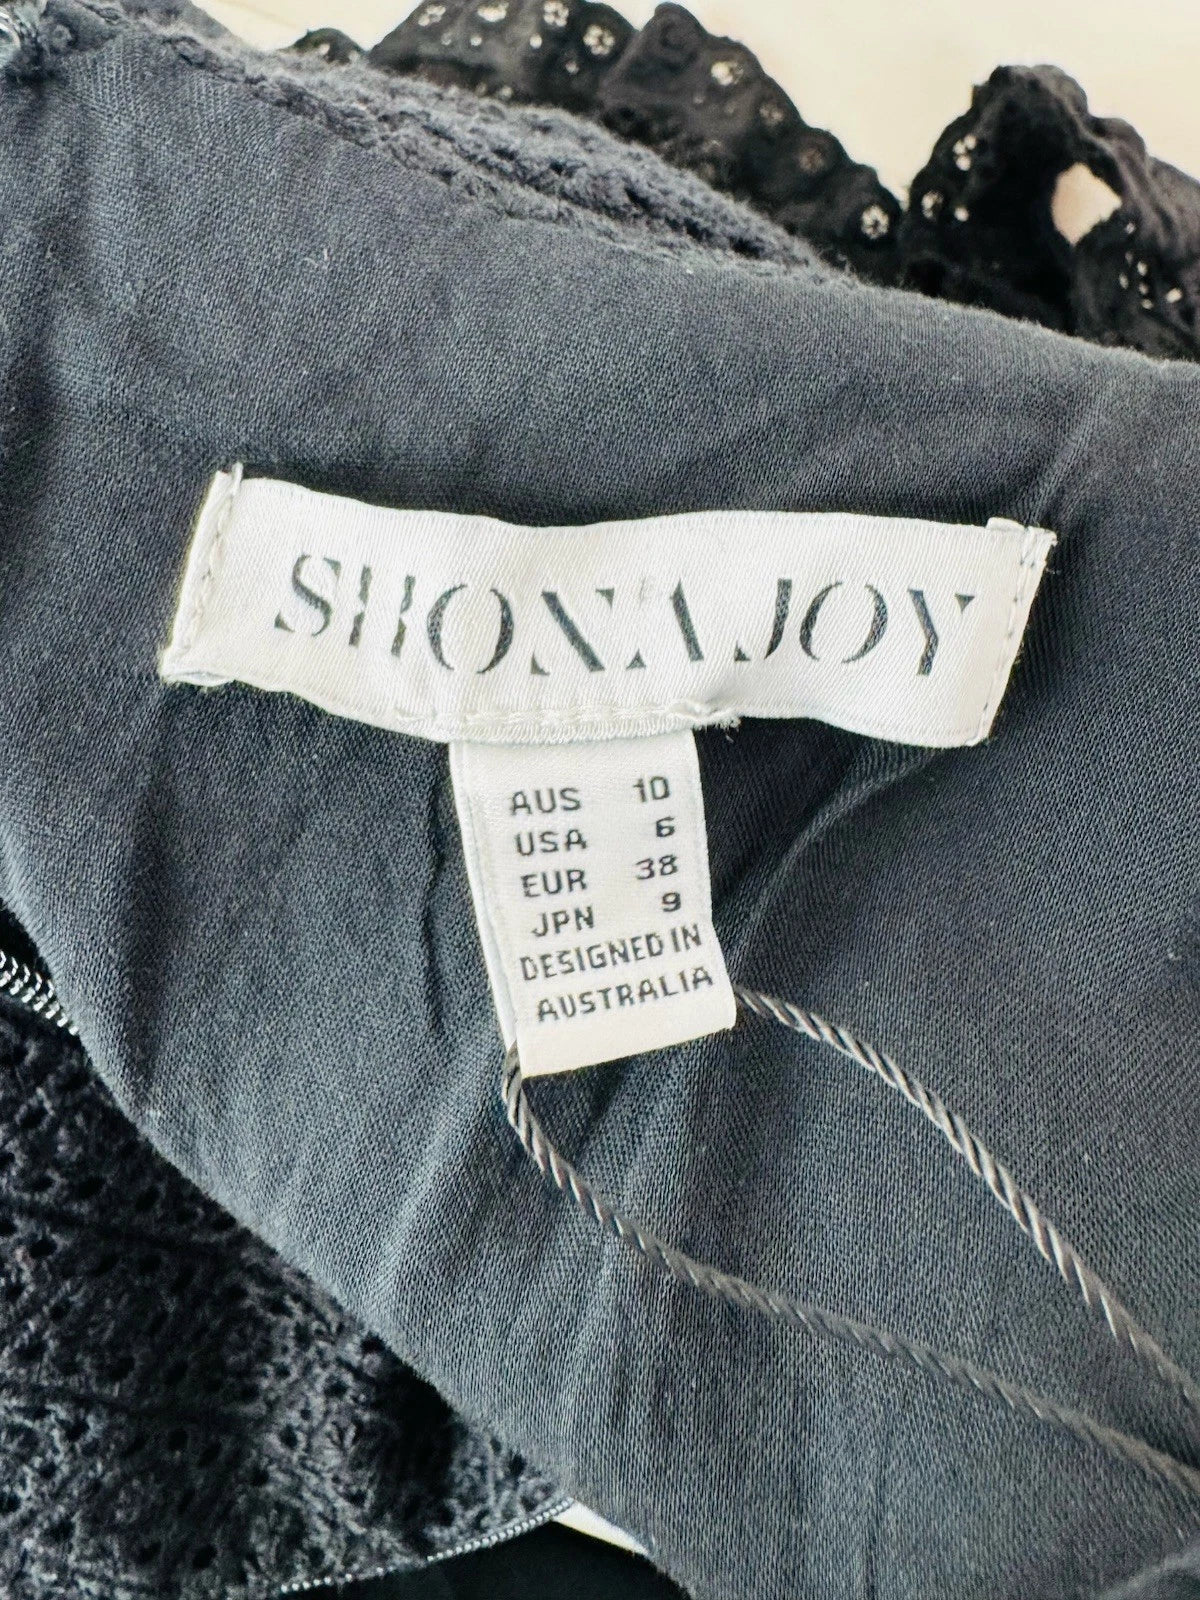 SHONA JOY
AUS 10
USA 6
EUR 38
JPN 9
DESIGNED IN
AUSTRALIA